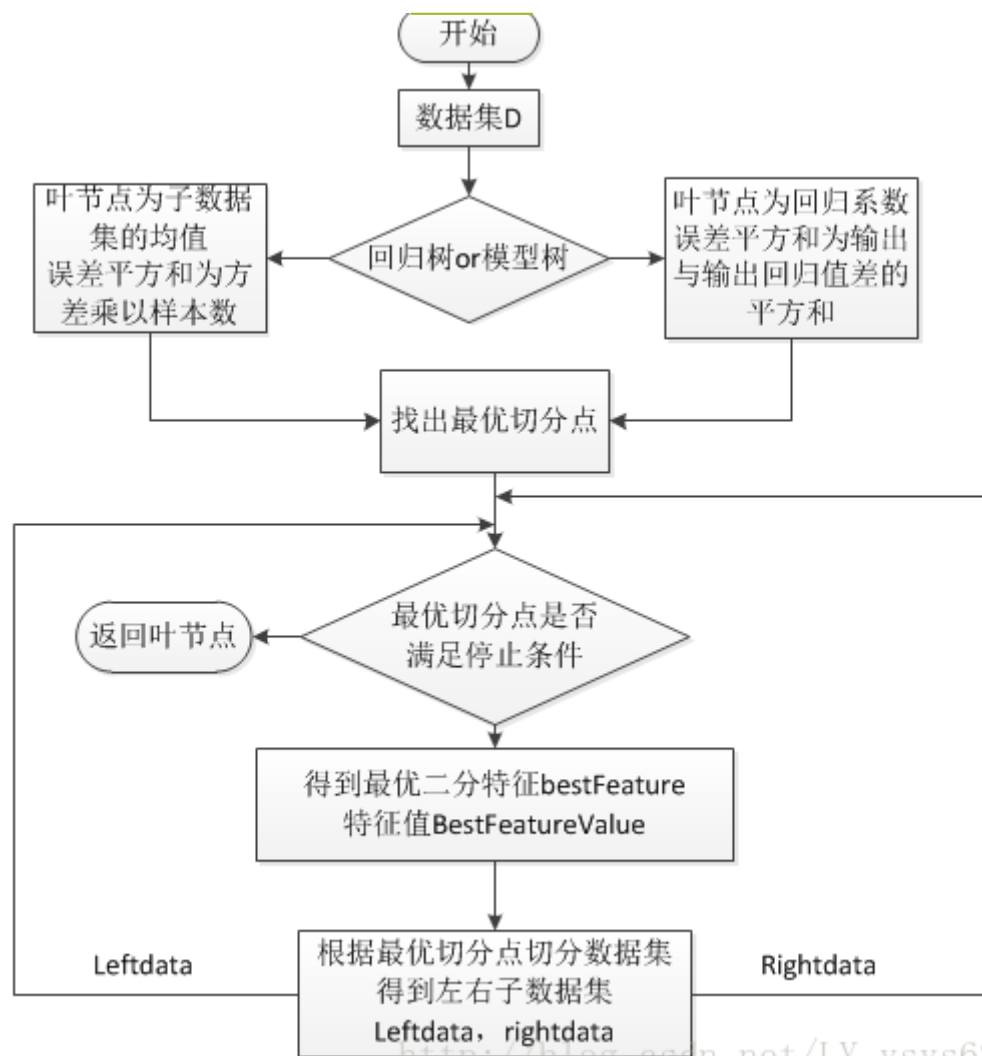 开始
数据集D
叶节点为子数据
集的均值
误差平方和为方
差乘以样本数
回归树or模型树
叶节点为回归系数
误差平方和为输出
与输出回归值差的
平方和
找出最优切分点
最优切分点是否
满足停止条件
返回叶节点
得到最优二分特征bestFeature
特征值BestFeatureValue
Leftdata
根据最优切分点切分数据集
得到左右子数据集
Leftdata，rightdata
Rightdata